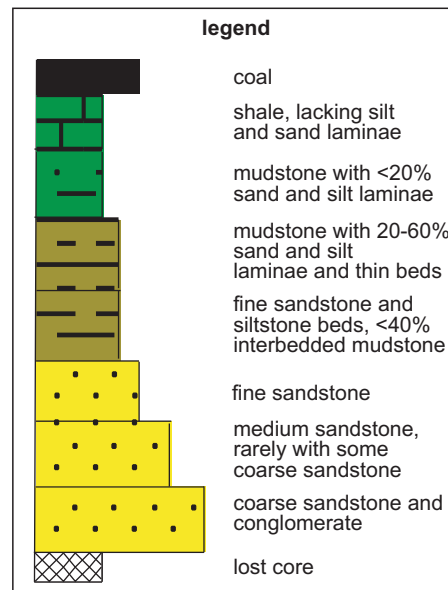 legend
coal
shale, lacking silt
and sand laminae
mudstone with <20%
sand and silt laminae
mudstone with 20-60%
sand and silt
laminae and thin beds
fine sandstone and
siltstone beds, <40%
interbedded mudstone
fine sandstone
medium sandstone,
rarely with some
coarse sandstone
coarse sandstone and
conglomerate
lost core